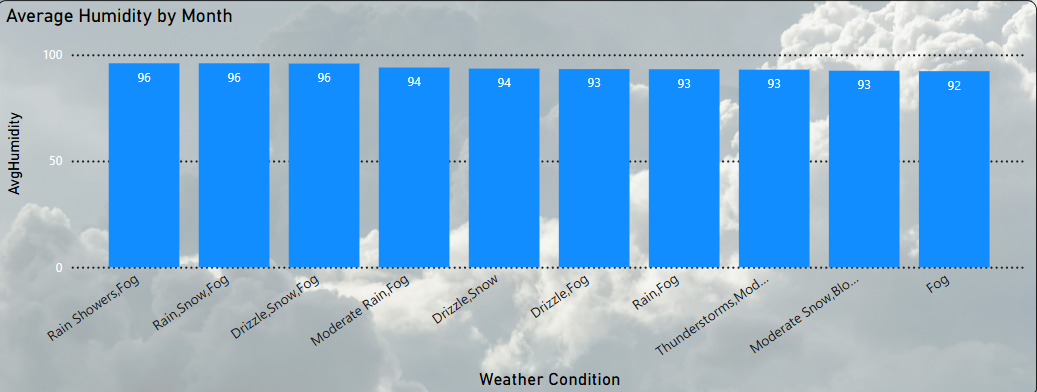 Average Humidity by Month
100
50
0
AvgHumidity
96
96
96
94
94
93
93
93
93
92
Rain Showers,Fog
Rain,Snow,Fog
Drizzle,Snow,Fog
Moderate Rain,Fog
Drizzle,Snow
Drizzle,Fog
Rain,Fog
Thunderstorms,Mod...
Moderate Snow,Blo...
Fog
Weather Condition